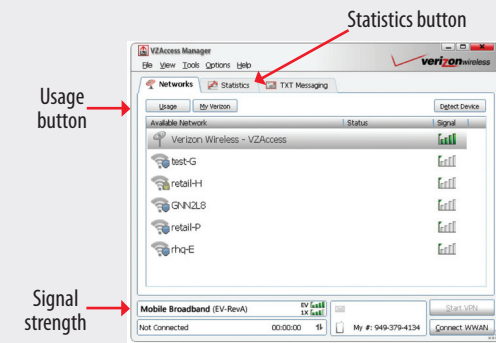 Statistics button
VZAccess Manager
File View Tools Options Help
verizonwireless
Networks Statistics TXT Messaging
Usage button
Usage My Verizon Detect Device
Available Network Status Signal
Verizon Wireless - VZAccess
test-G
retail-H
GNN2L8
retail-P
rhq-E
Signal strength
Mobile Broadband (EV-RevA) EV
1X
Start VPN
Not Connected 00:00:00 My #: 949-379-4134 Connect WWAN